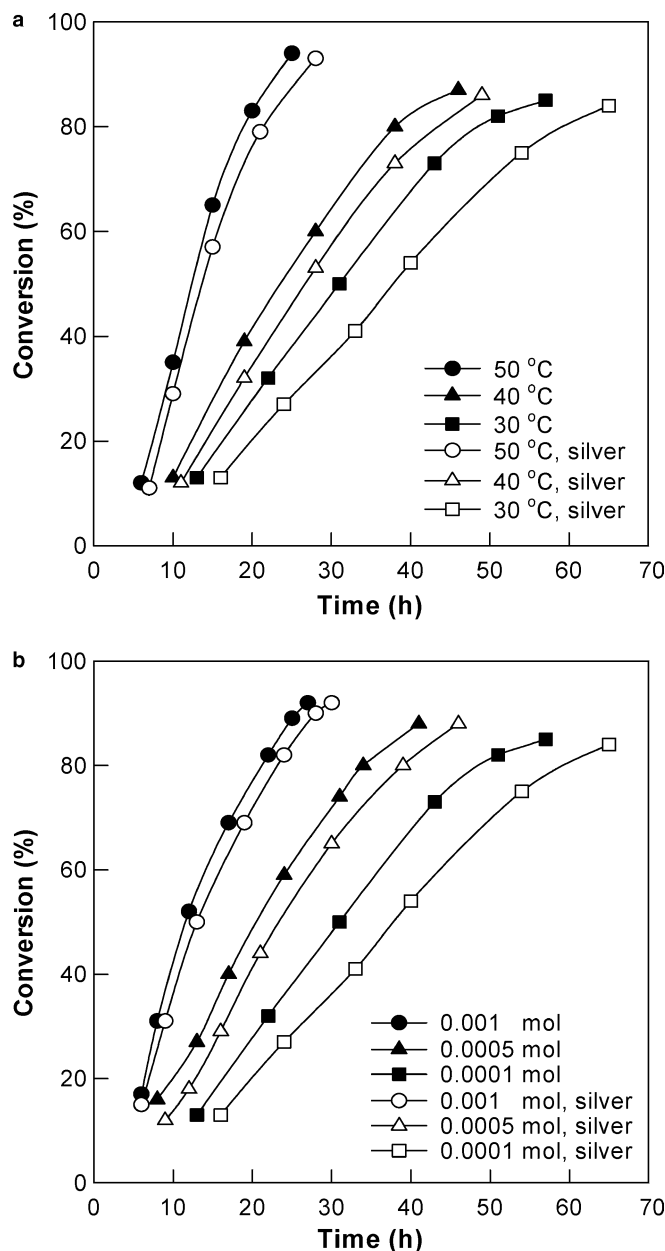 a
100
80
60
40
20
0
Conversion (%)
50 °C
40 °C
30 °C
50 °C, silver
40 °C, silver
30 °C, silver
0 10 20 30 40 50 60 70
Time (h)
b
100
80
60
40
20
0
Conversion (%)
0.001 mol
0.0005 mol
0.0001 mol
0.001 mol, silver
0.0005 mol, silver
0.0001 mol, silver
0 10 20 30 40 50 60 70
Time (h)